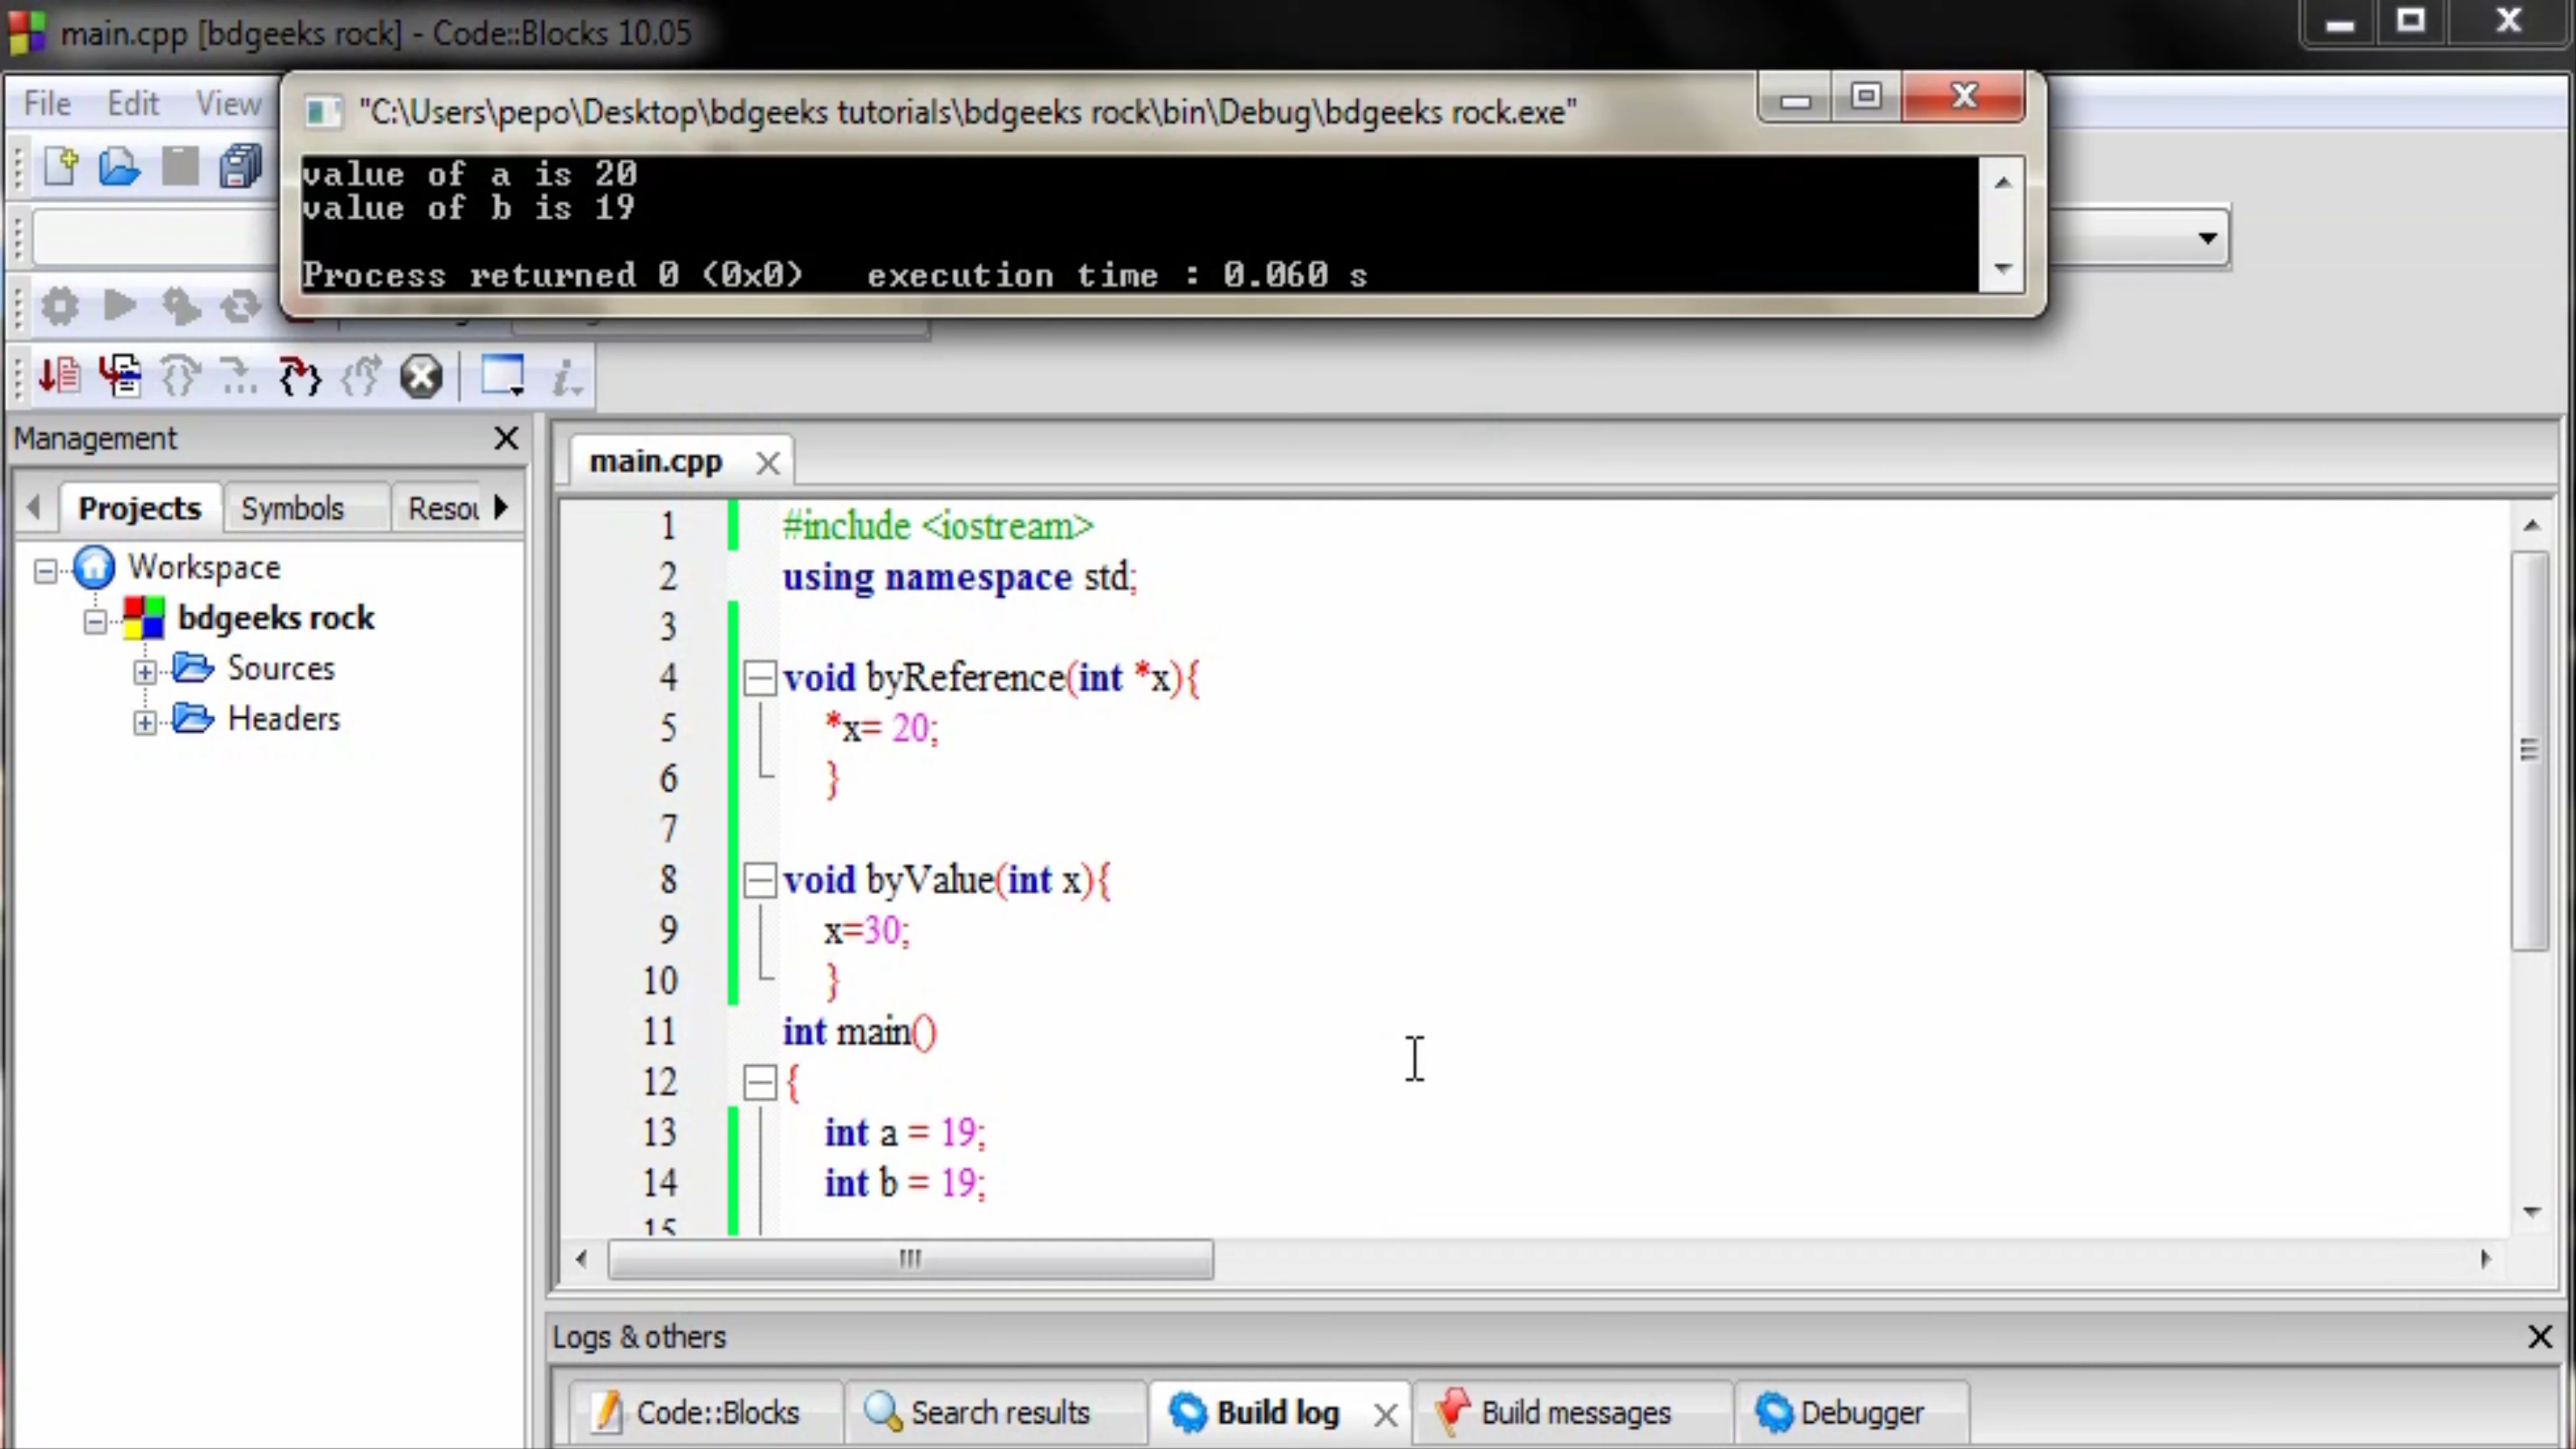 main.cpp [bdgeeks rock] - Code::Blocks 10.05
File Edit View
"C:\Users\pepo\Desktop\bdgeeks tutorials\bdgeeks rock\bin\Debug\bdgeeks rock.exe"
value of a is 20
value of b is 19
Process returned 0 (0x0)   execution time : 0.060 s
Management
Projects Symbols Resou
Workspace
bdgeeks rock
Sources
Headers
main.cpp
1 #include <iostream>
2 using namespace std;
3
4 void byReference(int *x){
5 *x= 20;
6 }
7
8 void byValue(int x){
9 x=30;
10 }
11 int main()
12 {
13 int a = 19;
14 int b = 19;
15
Logs & others
Code::Blocks Search results Build log Build messages Debugger